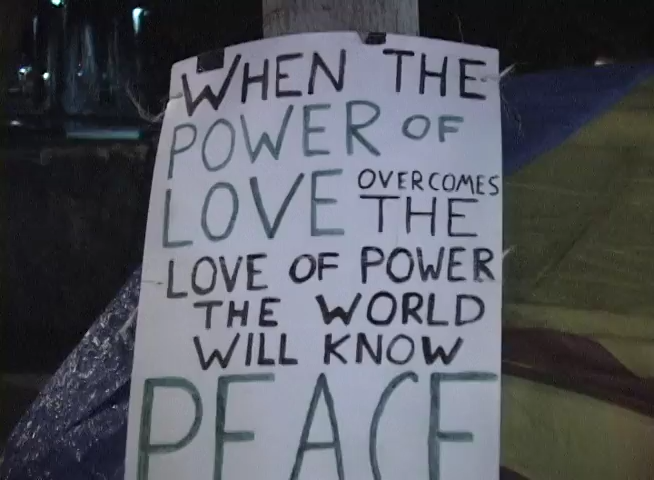 WHEN THE
POWER OF
LOVE OVERCOMES
THE
LOVE OF POWER
THE WORLD
WILL KNOW
PEACE